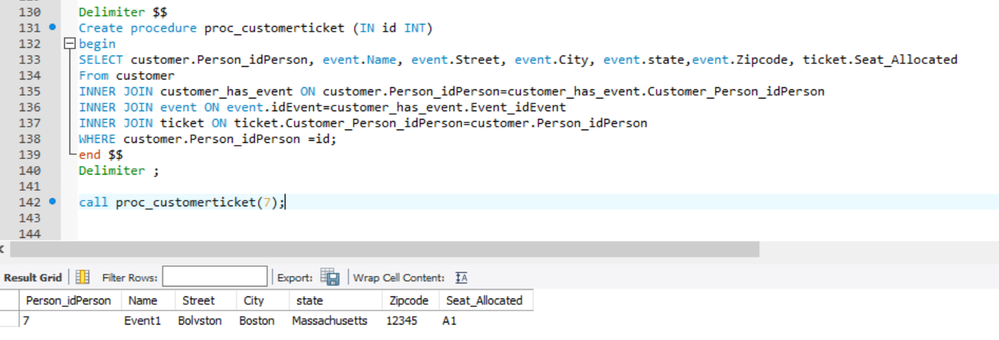 130 Delimiter $$
131 Create procedure proc_customerticket (IN id INT)
132 begin
133 SELECT customer.Person_idPerson, event.Name, event.Street, event.City, event.state,event.Zipcode, ticket.Seat_Allocated
134 From customer
135 INNER JOIN customer_has_event ON customer.Person_idPerson=customer_has_event.Customer_Person_idPerson
136 INNER JOIN event ON event.idEvent=customer_has_event.Event_idEvent
137 INNER JOIN ticket ON ticket.Customer_Person_idPerson=customer.Person_idPerson
138 WHERE customer.Person_idPerson =id;
139 end $$
140 Delimiter ;
141
142 call proc_customerticket(7);
143
144
Result Grid Filter Rows: Export: Wrap Cell Content:
Person_idPerson Name Street City state Zipcode Seat_Allocated
7 Event1 Bolvston Boston Massachusetts 12345 A1